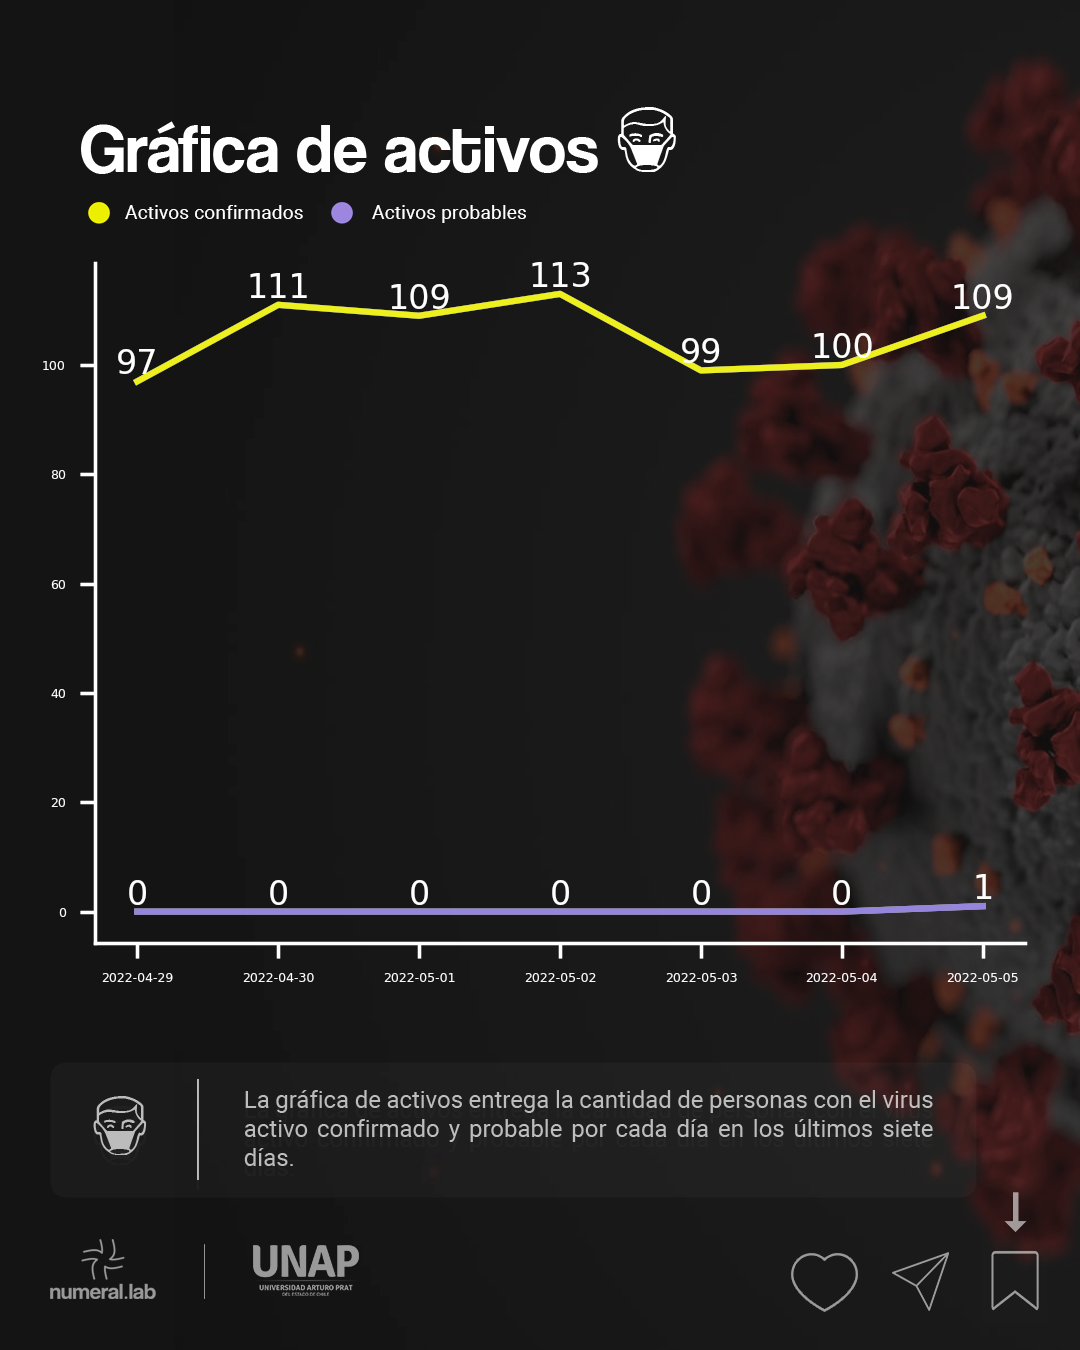 Gráfica de activos
Activos confirmados Activos probables
97 111 109 113 99 100 109
100
80
60
40
20
0
0 0 0 0 0 0 1
2022-04-29 2022-04-30 2022-05-01 2022-05-02 2022-05-03 2022-05-04 2022-05-05
La gráfica de activos entrega la cantidad de personas con el virus
activo confirmado y probable por cada día en los últimos siete
días.
numeral.lab
UNAP
UNIVERSIDAD ARTURO PRAT
DEL ESTADO DE CHILE